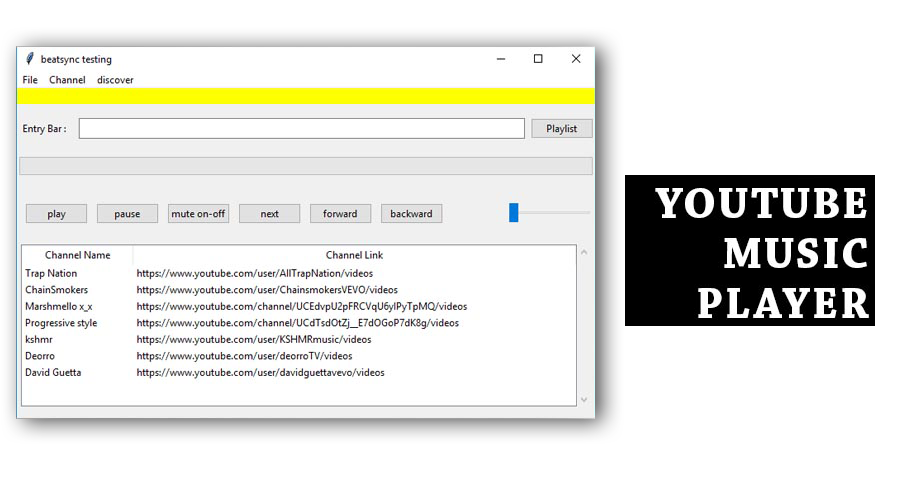 beatsync testing
File Channel discover
Entry Bar : Playlist
play pause mute on-off next forward backward
Channel Name Channel Link
Trap Nation https://www.youtube.com/user/AllTrapNation/videos
ChainSmokers https://www.youtube.com/user/ChainsmokersVEVO/videos
Marshmello x_x https://www.youtube.com/channel/UCEdvpU2pFRCVqU6yIPyTpMQ/videos
Progressive style https://www.youtube.com/channel/UCdTsdOtZj__E7dOGoP7dK8g/videos
kshmr https://www.youtube.com/user/KSHMRmusic/videos
Deorro https://www.youtube.com/user/deorroTV/videos
David Guetta https://www.youtube.com/user/davidguettavevo/videos
YOUTUBE
MUSIC
PLAYER